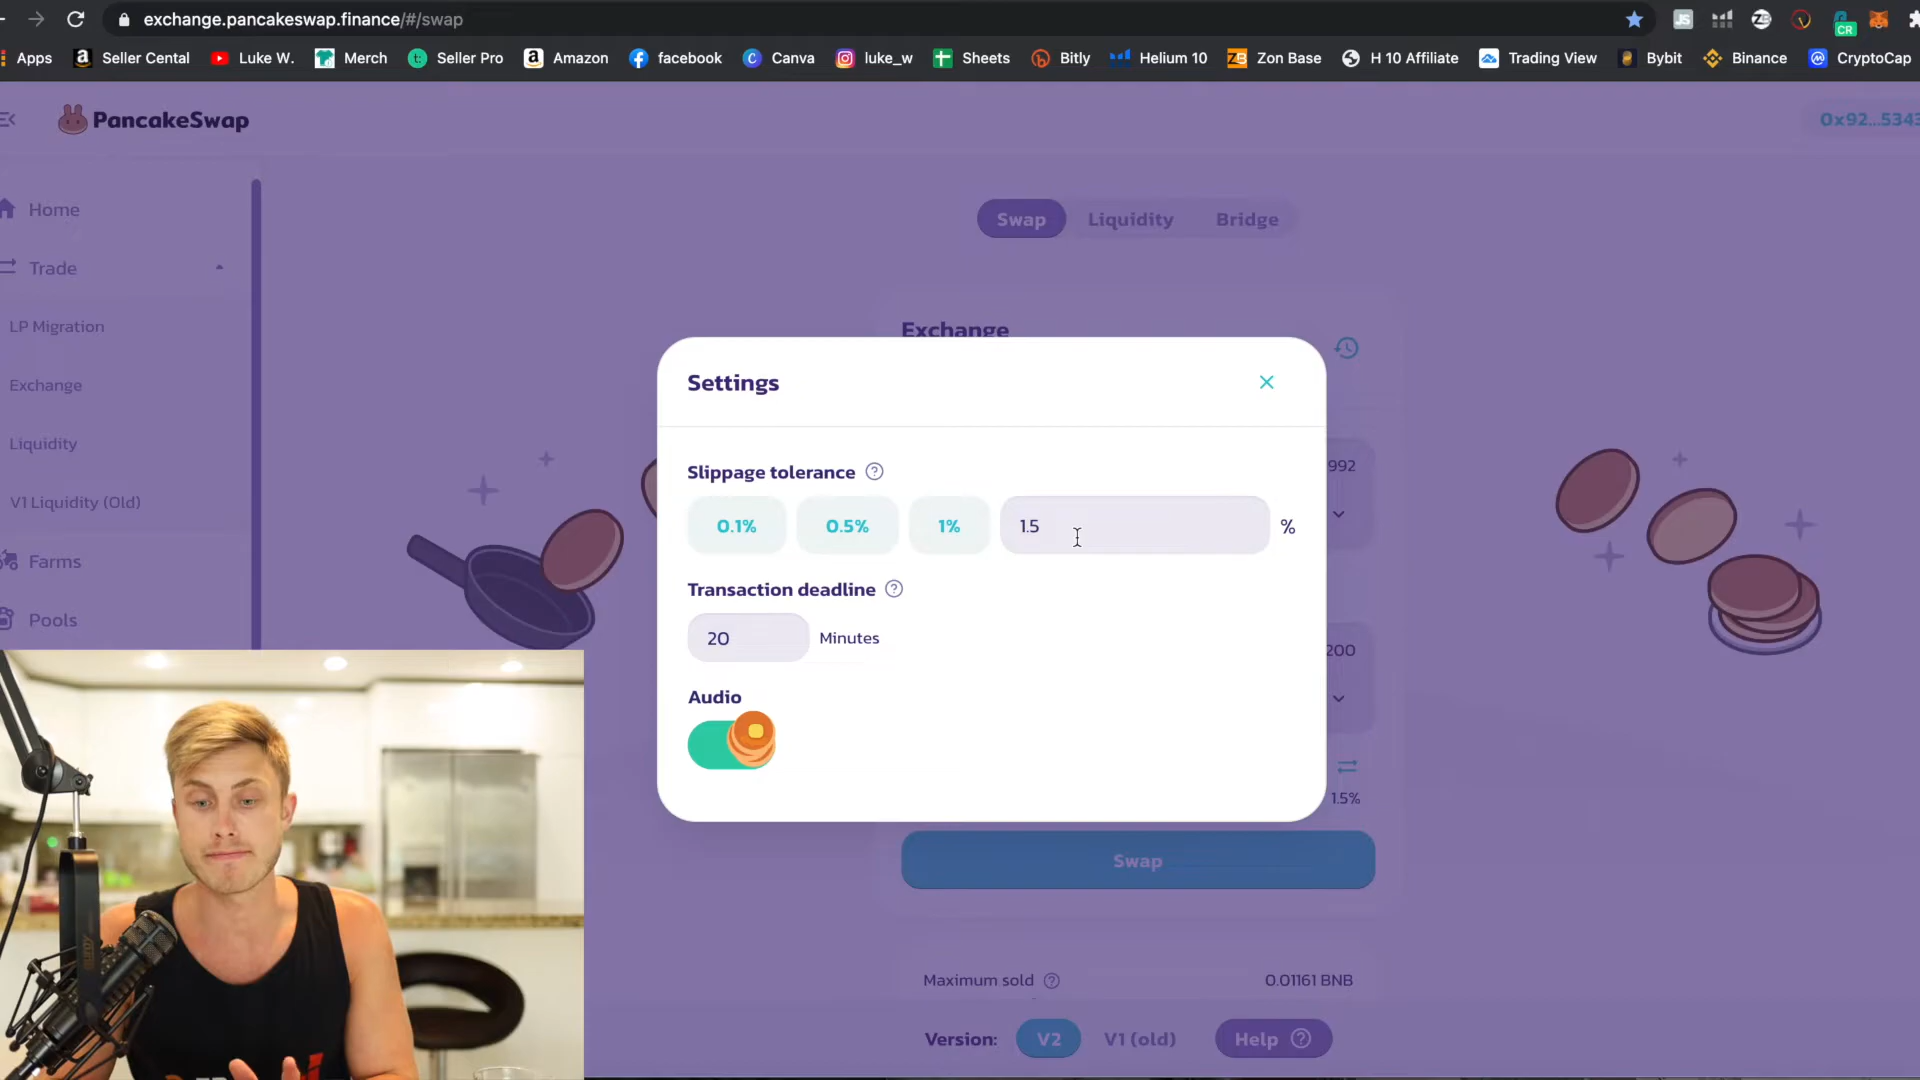 exchange.pancakeswap.finance/#/swap
JS
ZB
CR
Apps
a Seller Cental
Luke W.
Merch
t Seller Pro
a Amazon
facebook
C Canva
luke_w
Sheets
Bitly
Helium 10
ZB Zon Base
H 10 Affiliate
Trading View
Bybit
Binance
CryptoCap
PancakeSwap
0x92...5343
Home
Trade
LP Migration
Exchange
Liquidity
V1 Liquidity (Old)
Farms
Pools
Swap
Liquidity
Bridge
Exchange
Settings
Slippage tolerance ?
0.1%
0.5%
1%
1.5
%
Transaction deadline ?
20
Minutes
Audio
992
200
1.5%
Swap
Maximum sold ?
0.01161 BNB
Version:
V2
V1 (old)
Help ?